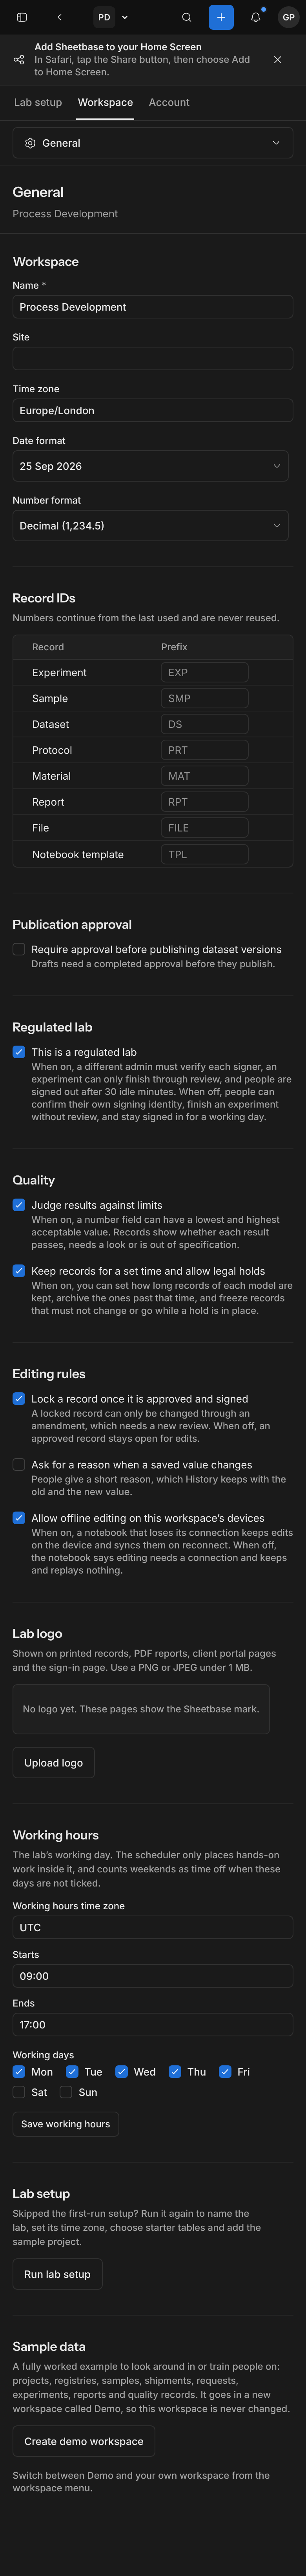 PD
GP
Add Sheetbase to your Home Screen
In Safari, tap the Share button, then choose Add
to Home Screen.
Lab setup Workspace Account
General
General
Process Development
Workspace
Name *
Process Development
Site
Time zone
Europe/London
Date format
25 Sep 2026
Number format
Decimal (1,234.5)
Record IDs
Numbers continue from the last used and are never reused.
Record Prefix
Experiment EXP
Sample SMP
Dataset DS
Protocol PRT
Material MAT
Report RPT
File FILE
Notebook template TPL
Publication approval
Require approval before publishing dataset versions
Drafts need a completed approval before they publish.
Regulated lab
This is a regulated lab
When on, a different admin must verify each signer, an
experiment can only finish through review, and people are
signed out after 30 idle minutes. When off, people can
confirm their own signing identity, finish an experiment
without review, and stay signed in for a working day.
Quality
Judge results against limits
When on, a number field can have a lowest and highest
acceptable value. Records show whether each result
passes, needs a look or is out of specification.
Keep records for a set time and allow legal holds
When on, you can set how long records of each model are
kept, archive the ones past that time, and freeze records
that must not change or go while a hold is in place.
Editing rules
Lock a record once it is approved and signed
A locked record can only be changed through an
amendment, which needs a new review. When off, an
approved record stays open for edits.
Ask for a reason when a saved value changes
People give a short reason, which History keeps with the
old and the new value.
Allow offline editing on this workspace's devices
When on, a notebook that loses its connection keeps edits
on the device and syncs them on reconnect. When off,
the notebook says editing needs a connection and keeps
and replays nothing.
Lab logo
Shown on printed records, PDF reports, client portal pages
and the sign-in page. Use a PNG or JPEG under 1 MB.
No logo yet. These pages show the Sheetbase mark.
Upload logo
Working hours
The lab's working day. The scheduler only places hands-on
work inside it, and counts weekends as time off when these
days are not ticked.
Working hours time zone
UTC
Starts
09:00
Ends
17:00
Working days
Mon Tue Wed Thu Fri
Sat Sun
Save working hours
Lab setup
Skipped the first-run setup? Run it again to name the
lab, set its time zone, choose starter tables and add the
sample project.
Run lab setup
Sample data
A fully worked example to look around in or train people on:
projects, registries, samples, shipments, requests,
experiments, reports and quality records. It goes in a new
workspace called Demo, so this workspace is never changed.
Create demo workspace
Switch between Demo and your own workspace from the
workspace menu.